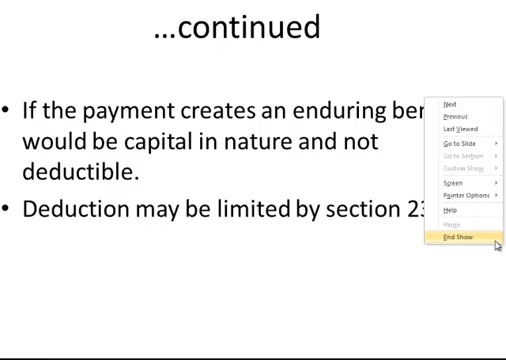 ...continued
• If the payment creates an enduring
would be capital in nature and not
deductible.
• Deduction may be limited by section
Next
Previous
Last Viewed
Go to Slide
Go to Section
Custom Show
Screen
Pointer Options
Help
Pause
End Show